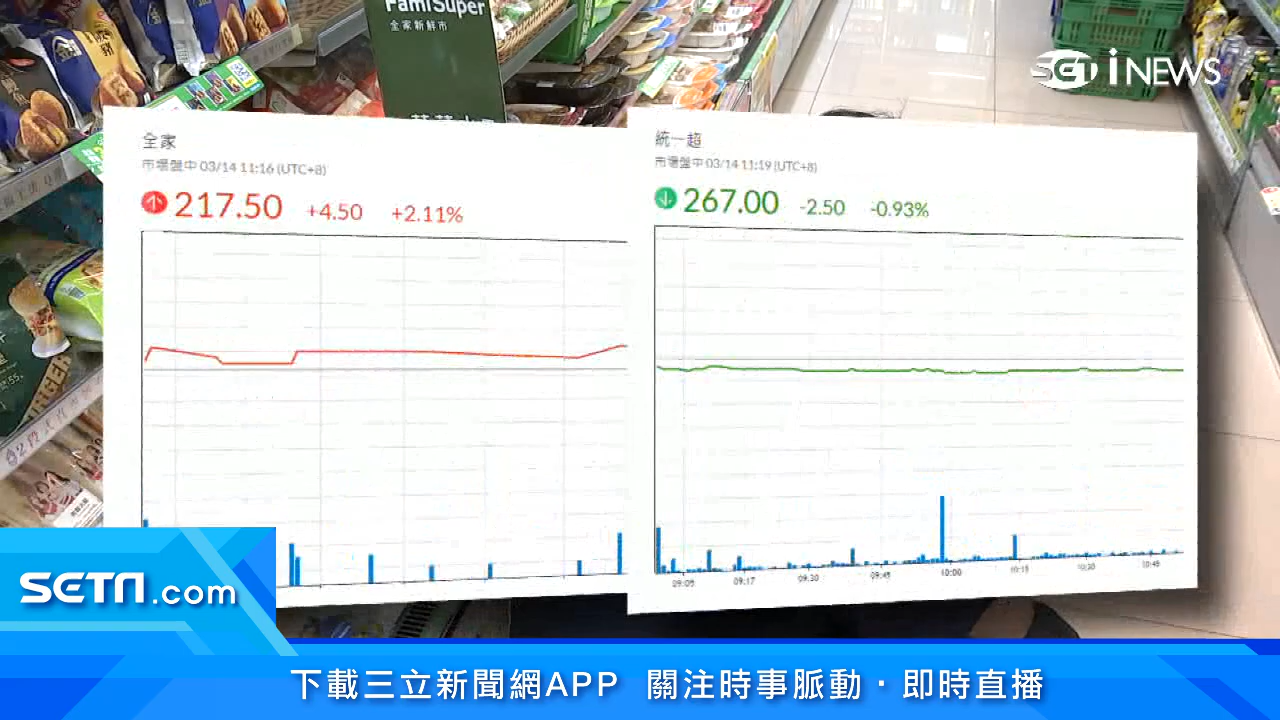 FamiSuper
全家新鮮市
SETI iNEWS
全家
市場盤中 03/14 11:16 (UTC+8)
217.50 +4.50 +2.11%
統一超
市場盤中 03/14 11:19 (UTC+8)
267.00 -2.50 -0.93%
09:05 09:17 09:30 09:45 10:00 10:15 10:30 10:45
SETN.com
下載三立新聞網APP 關注時事脈動・即時直播